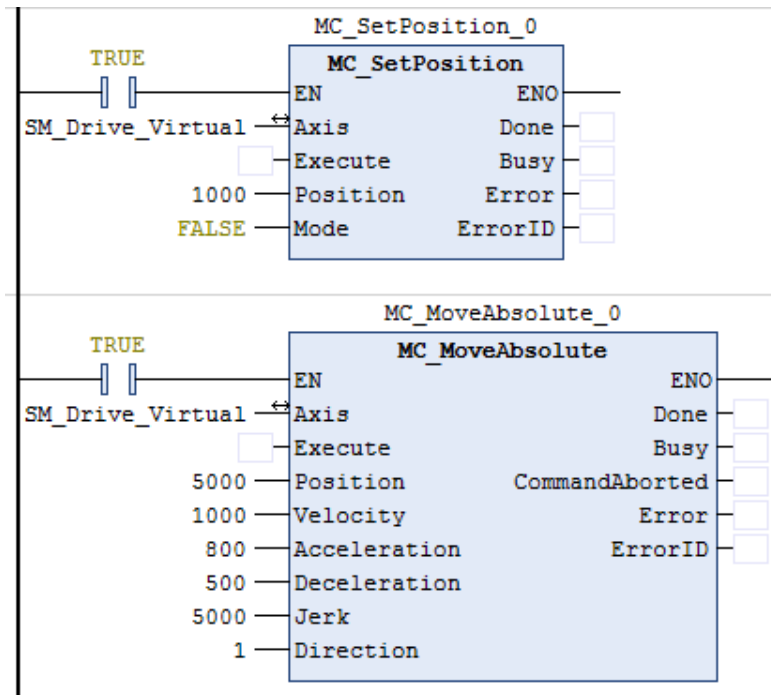 MC_SetPosition_0
TRUE
MC_SetPosition
EN ENO
SM_Drive_Virtual Axis Done
Execute Busy
1000 Position Error
FALSE Mode ErrorID
MC_MoveAbsolute_0
TRUE
MC_MoveAbsolute
EN ENO
SM_Drive_Virtual Axis Done
Execute Busy
5000 Position CommandAborted
1000 Velocity Error
800 Acceleration ErrorID
500 Deceleration
5000 Jerk
1 Direction